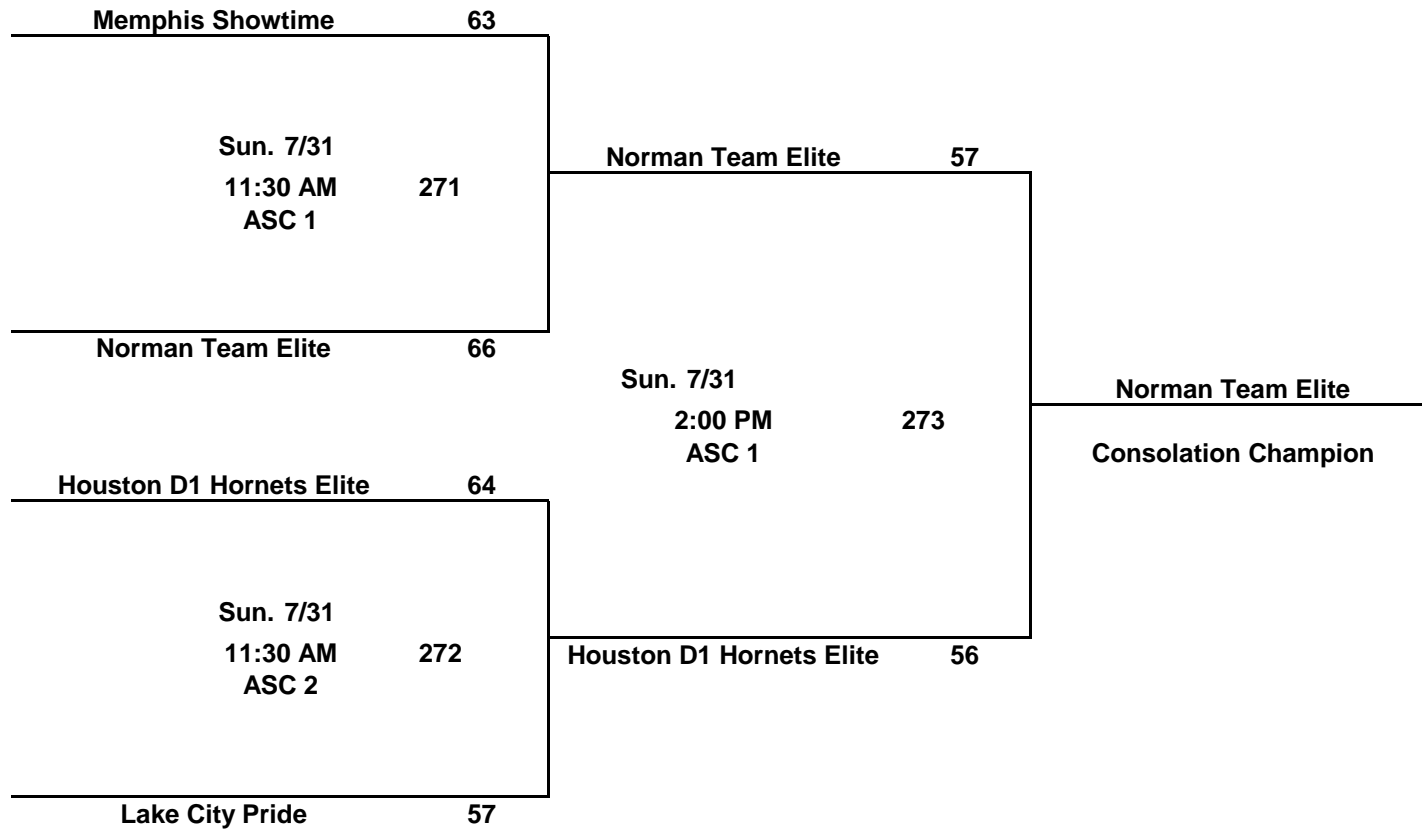 Memphis Showtime 63
Sun. 7/31
11:30 AM 271
ASC 1
Norman Team Elite 66
Norman Team Elite 57
Sun. 7/31
2:00 PM 273
ASC 1
Norman Team Elite
Consolation Champion
Houston D1 Hornets Elite 64
Sun. 7/31
11:30 AM 272
ASC 2
Houston D1 Hornets Elite 56
Lake City Pride 57